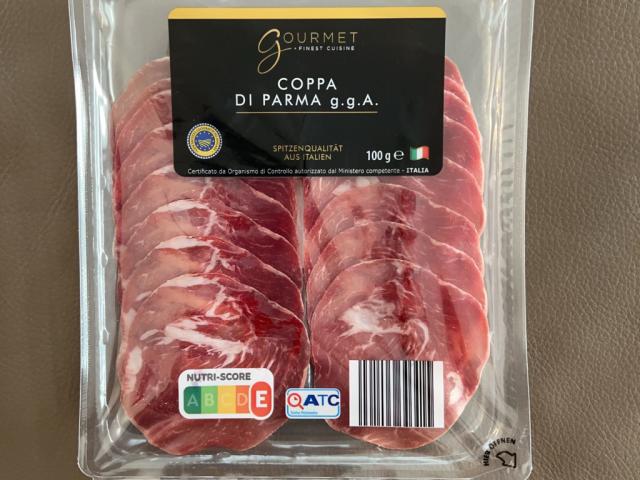 GOURMET
FINEST CUISINE
COPPA
DI PARMA g.g.A.
SPITZENQUALITÄT
AUS ITALIEN
100 g e
Certificato da Organismo di Controllo autorizzato dal Ministero competente - ITALIA
NUTRI-SCORE
A B C D E
ATC
HIER ÖFFNEN